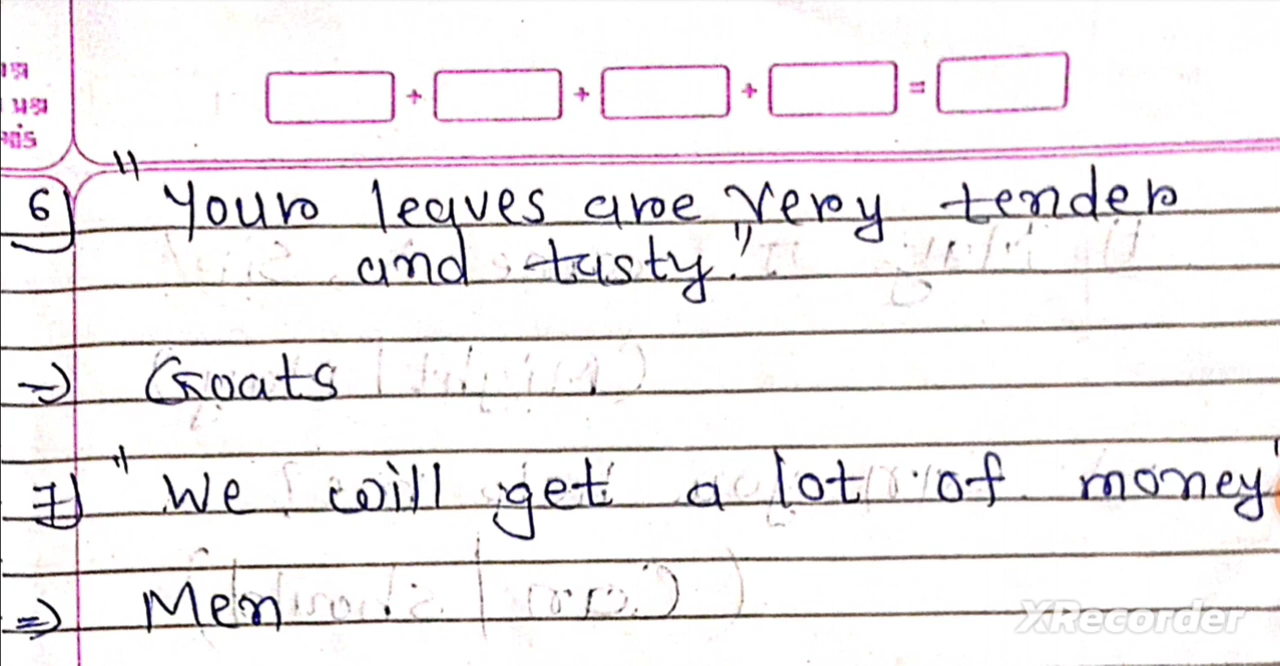 + + + =
6) "Your leaves are very tender
and tasty."
=> Goats
7) "We will get a lot of money"
=> Men
XRecorder